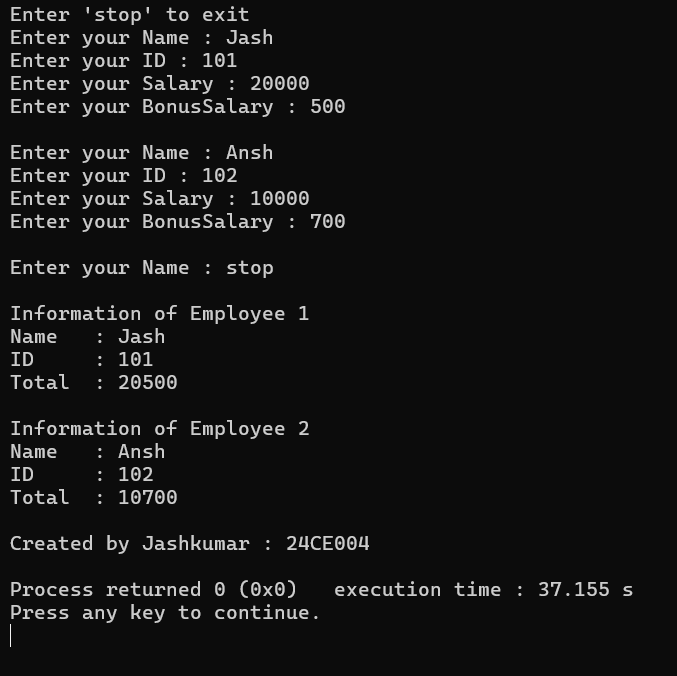 Enter 'stop' to exit
Enter your Name : Jash
Enter your ID : 101
Enter your Salary : 20000
Enter your BonusSalary : 500
Enter your Name : Ansh
Enter your ID : 102
Enter your Salary : 10000
Enter your BonusSalary : 700
Enter your Name : stop
Information of Employee 1
Name   : Jash
ID     : 101
Total  : 20500
Information of Employee 2
Name   : Ansh
ID     : 102
Total  : 10700
Created by Jashkumar : 24CE004
Process returned 0 (0x0)   execution time : 37.155 s
Press any key to continue.